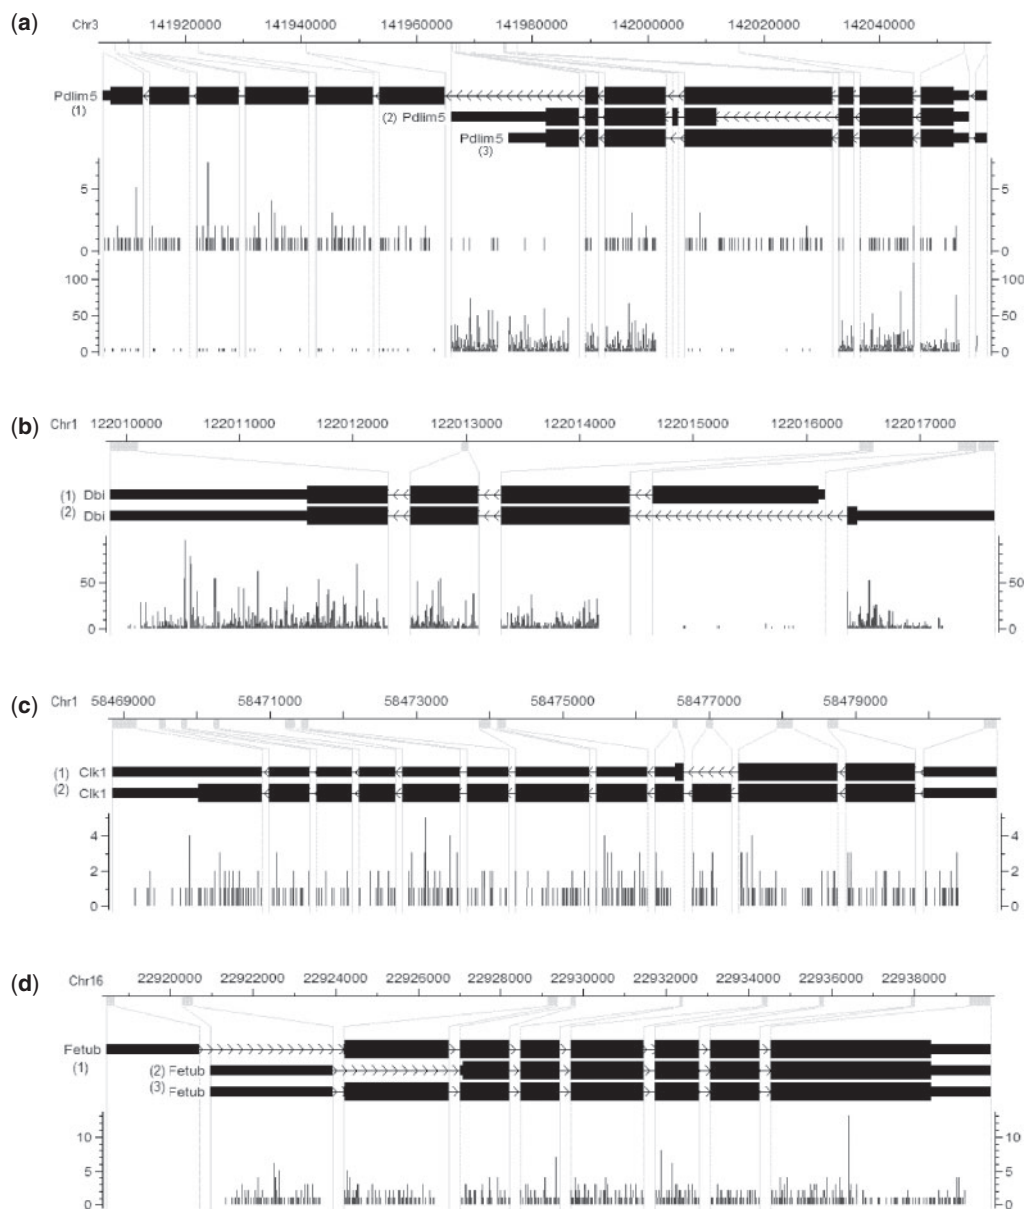 (a) Chr3 141920000 141940000 141960000 141980000 142000000 142020000 142040000
Pdlim5
(1)
(2) Pdlim5
Pdlim5
(3)
5 5
0 0
100 100
50 50
0 0
(b) Chr1 122010000 122011000 122012000 122013000 122014000 122015000 122016000 122017000
(1) Dbi
(2) Dbi
50 50
0 0
(c) Chr1 58469000 58471000 58473000 58475000 58477000 58479000
(1) Clk1
(2) Clk1
4 4
2 2
0 0
(d) Chr16 22920000 22922000 22924000 22926000 22928000 22930000 22932000 22934000 22936000 22938000
Fetub
(1)
(2) Fetub
(3) Fetub
10 10
5 5
0 0